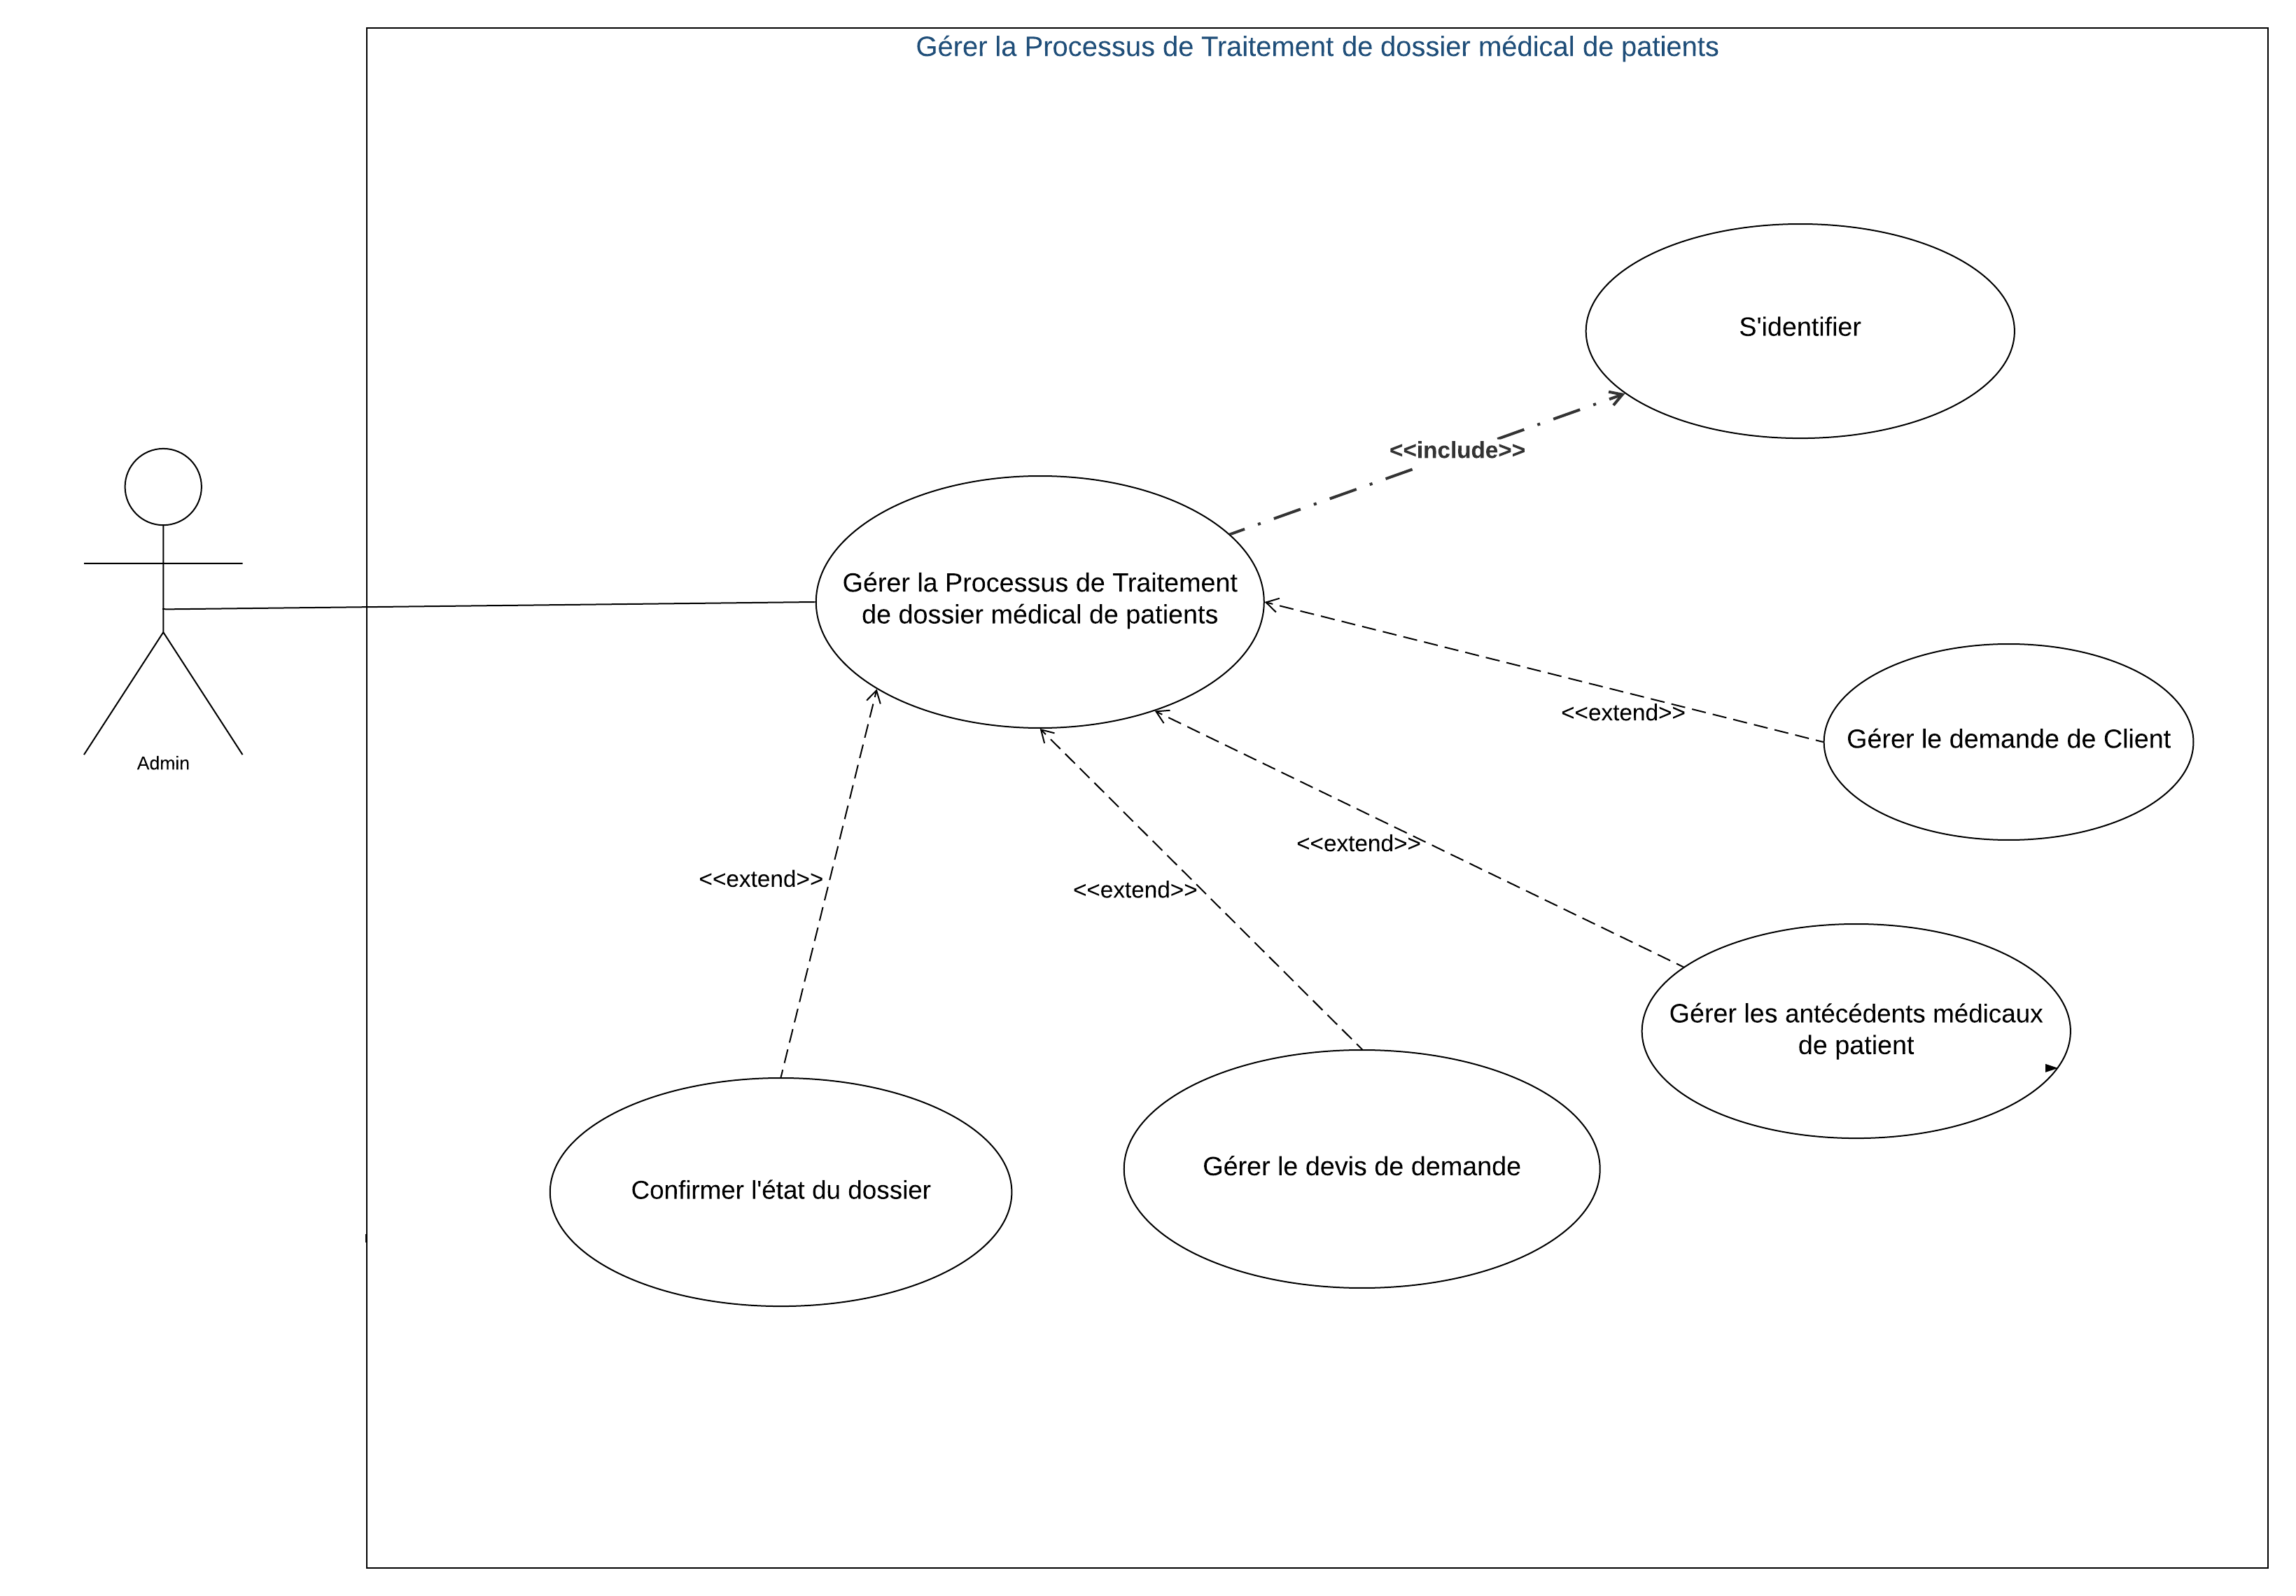 Gérer la Processus de Traitement de dossier médical de patients
S'identifier
<<include>>
Gérer la Processus de Traitement
de dossier médical de patients
<<extend>>
Gérer le demande de Client
Admin
<<extend>>
<<extend>>
<<extend>>
Gérer les antécédents médicaux
de patient
Gérer le devis de demande
Confirmer l'état du dossier